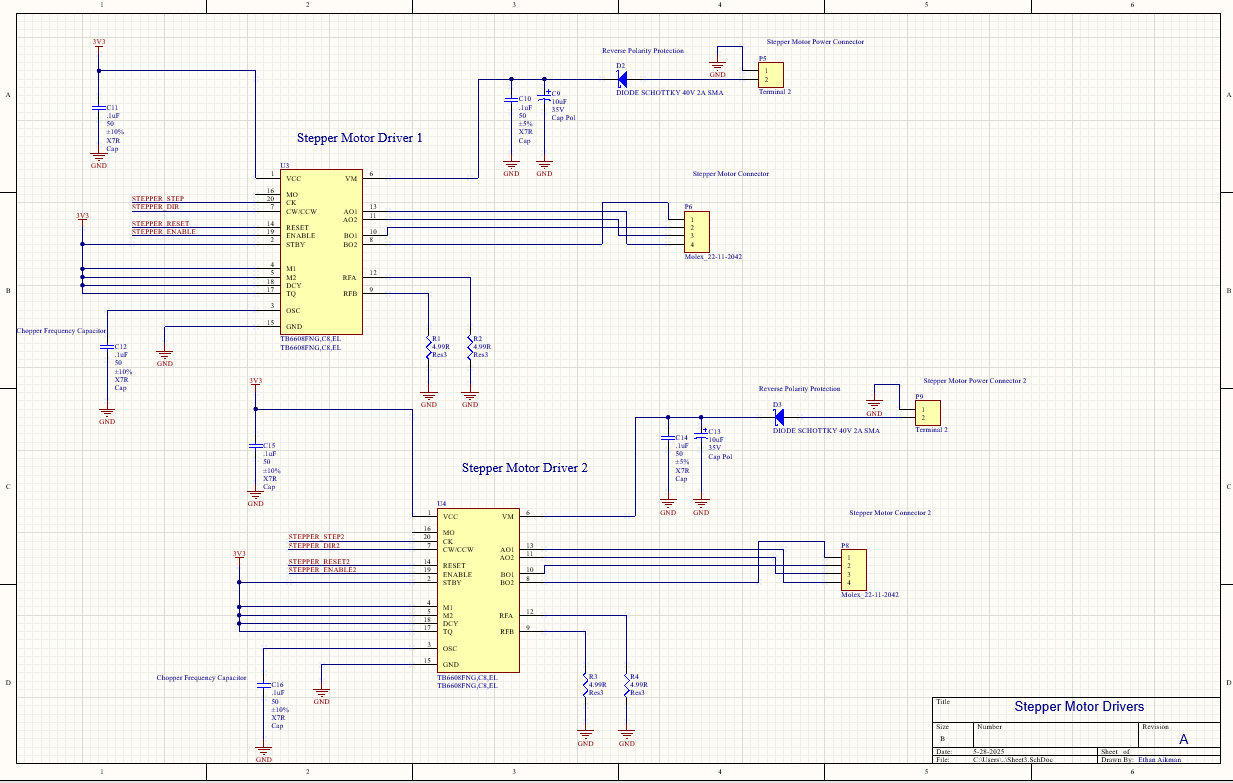 1 2 3 4 5 6
A
B
C
D
A
B
C
D
3V3
C11
.1uF
50
±10%
X7R
Cap
GND
Stepper Motor Driver 1
Reverse Polarity Protection
D2
DIODE SCHOTTKY 40V 2A SMA
Stepper Motor Power Connector
GND
P5
1
2
Terminal 2
C10
.1uF
50
±5%
X7R
Cap
GND
C9
10uF
35V
Cap Pol
GND
U3
1 VCC VM 6
16 MO
STEPPER_STEP 20 CK
STEPPER_DIR 7 CW/CCW AO1 13
AO2 11
STEPPER_RESET 14 RESET
STEPPER_ENABLE 19 ENABLE BO1 10
2 STBY BO2 8
3V3
4 M1
5 M2 RFA 12
18 DCY
17 TQ RFB 9
3 OSC
15 GND
TB6608FNG,C8,EL
TB6608FNG,C8,EL
Stepper Motor Connector
P6
1
2
3
4
Molex_22-11-2042
Chopper Frequency Capacitor
C12
.1uF
50
±10%
X7R
Cap
GND
GND
R1
4.99R
Res3
GND
R2
4.99R
Res3
GND
3V3
C15
.1uF
50
±10%
X7R
Cap
GND
Stepper Motor Driver 2
Reverse Polarity Protection
D3
DIODE SCHOTTKY 40V 2A SMA
Stepper Motor Power Connector 2
GND
P9
1
2
Terminal 2
C14
.1uF
50
±5%
X7R
Cap
GND
C13
10uF
35V
Cap Pol
GND
U4
1 VCC VM 6
16 MO
STEPPER_STEP2 20 CK
STEPPER_DIR2 7 CW/CCW AO1 13
AO2 11
STEPPER_RESET2 14 RESET
STEPPER_ENABLE2 19 ENABLE BO1 10
2 STBY BO2 8
3V3
4 M1
5 M2 RFA 12
18 DCY
17 TQ RFB 9
3 OSC
15 GND
TB6608FNG,C8,EL
TB6608FNG,C8,EL
Stepper Motor Connector 2
P8
1
2
3
4
Molex_22-11-2042
Chopper Frequency Capacitor
C16
.1uF
50
±10%
X7R
Cap
GND
GND
R3
4.99R
Res3
GND
R4
4.99R
Res3
GND
Title
Stepper Motor Drivers
Size
B
Number
Revision
A
Date: 5-28-2025 Sheet of
File: C:\Users\...\Sheet3.SchDoc Drawn By: Ethan Aikman
1 2 3 4 5 6